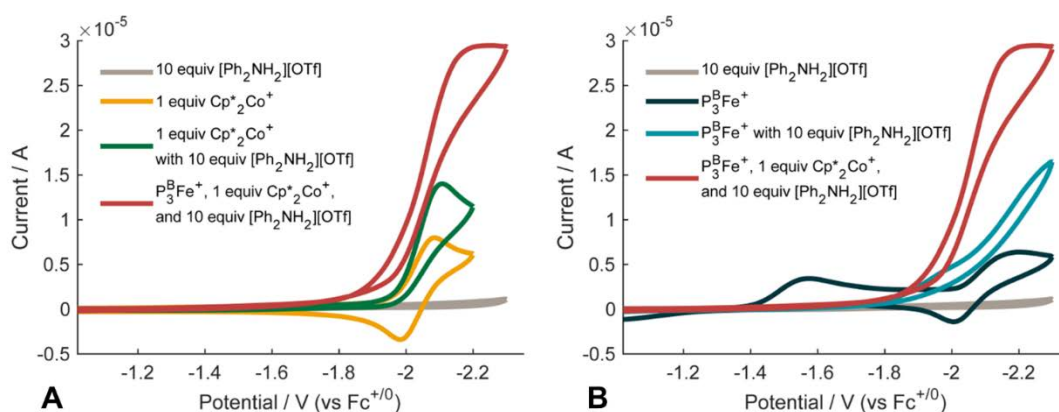 ×10⁻⁵
3
2.5
2
1.5
1
0.5
0
-0.5
Current / A
10 equiv [Ph₂NH₂][OTf]
1 equiv Cp*₂Co⁺
1 equiv Cp*₂Co⁺
with 10 equiv [Ph₂NH₂][OTf]
P₃ᴮFe⁺, 1 equiv Cp*₂Co⁺,
and 10 equiv [Ph₂NH₂][OTf]
-1.2 -1.4 -1.6 -1.8 -2 -2.2
A
Potential / V (vs Fc⁺/⁰)
×10⁻⁵
3
2.5
2
1.5
1
0.5
0
-0.5
Current / A
10 equiv [Ph₂NH₂][OTf]
P₃ᴮFe⁺
P₃ᴮFe⁺ with 10 equiv [Ph₂NH₂][OTf]
P₃ᴮFe⁺, 1 equiv Cp*₂Co⁺,
and 10 equiv [Ph₂NH₂][OTf]
-1.2 -1.4 -1.6 -1.8 -2 -2.2
B
Potential / V (vs Fc⁺/⁰)